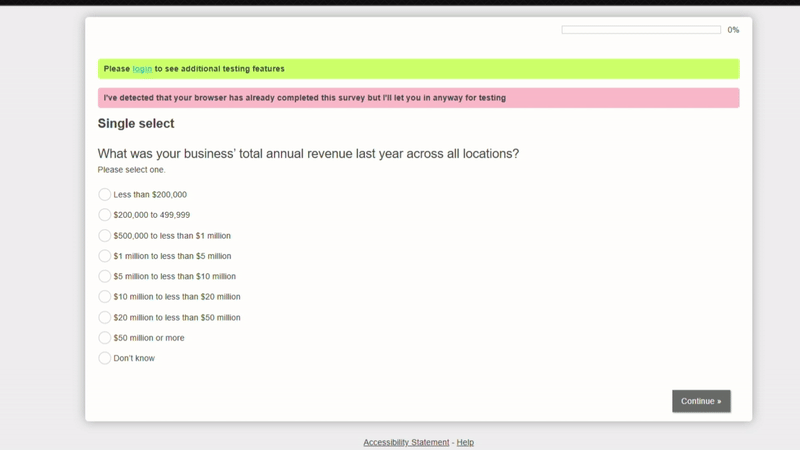 0%
Please login to see additional testing features
I've detected that your browser has already completed this survey but I'll let you in anyway for testing
Single select
What was your business' total annual revenue last year across all locations?
Please select one.
Less than $200,000
$200,000 to 499,999
$500,000 to less than $1 million
$1 million to less than $5 million
$5 million to less than $10 million
$10 million to less than $20 million
$20 million to less than $50 million
$50 million or more
Don't know
Continue »
Accessibility Statement - Help